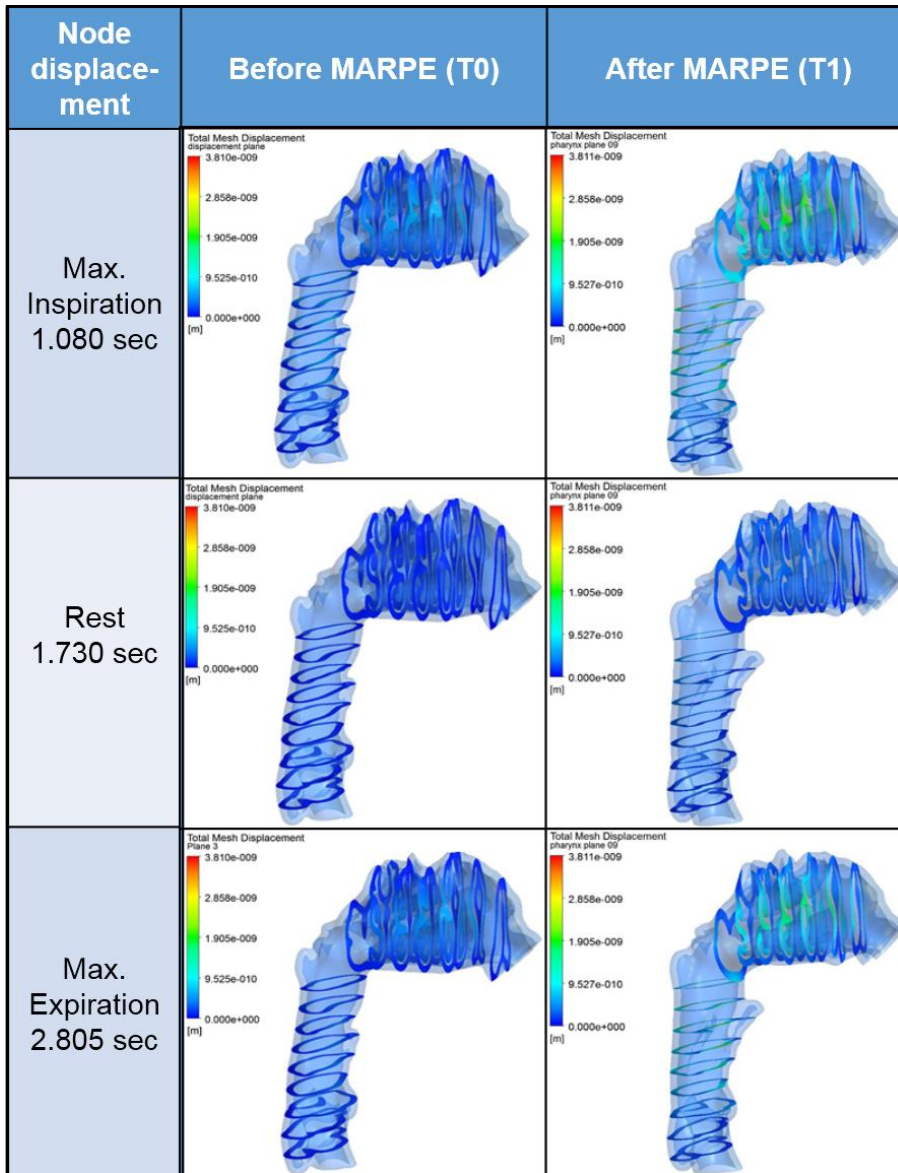 Node
displace-
ment
Before MARPE (T0)
After MARPE (T1)
Max.
Inspiration
1.080 sec
Total Mesh Displacement
displacement plane
3.810e-009
2.858e-009
1.905e-009
9.525e-010
0.000e+000
[m]
Total Mesh Displacement
pharynx plane 09
3.811e-009
2.858e-009
1.905e-009
9.525e-010
0.000e+000
[m]
Rest
1.730 sec
Total Mesh Displacement
displacement plane
3.810e-009
2.858e-009
1.905e-009
9.525e-010
0.000e+000
[m]
Total Mesh Displacement
pharynx plane 09
3.811e-009
2.858e-009
1.905e-009
9.525e-010
0.000e+000
[m]
Max.
Expiration
2.805 sec
Total Mesh Displacement
Plane 3
3.810e-009
2.858e-009
1.905e-009
9.525e-010
0.000e+000
[m]
Total Mesh Displacement
pharynx plane 09
3.811e-009
2.858e-009
1.905e-009
9.525e-010
0.000e+000
[m]